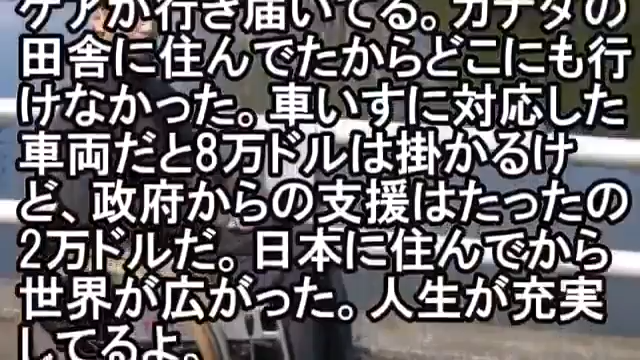 ケアが行き届いてる。カナダの
田舎に住んでたからどこにも行
けなかった。車いすに対応した
車両だと8万ドルは掛かるけ
ど、政府からの支援はたったの
2万ドルだ。日本に住んでから
世界が広がった。人生が充実
してるよ。